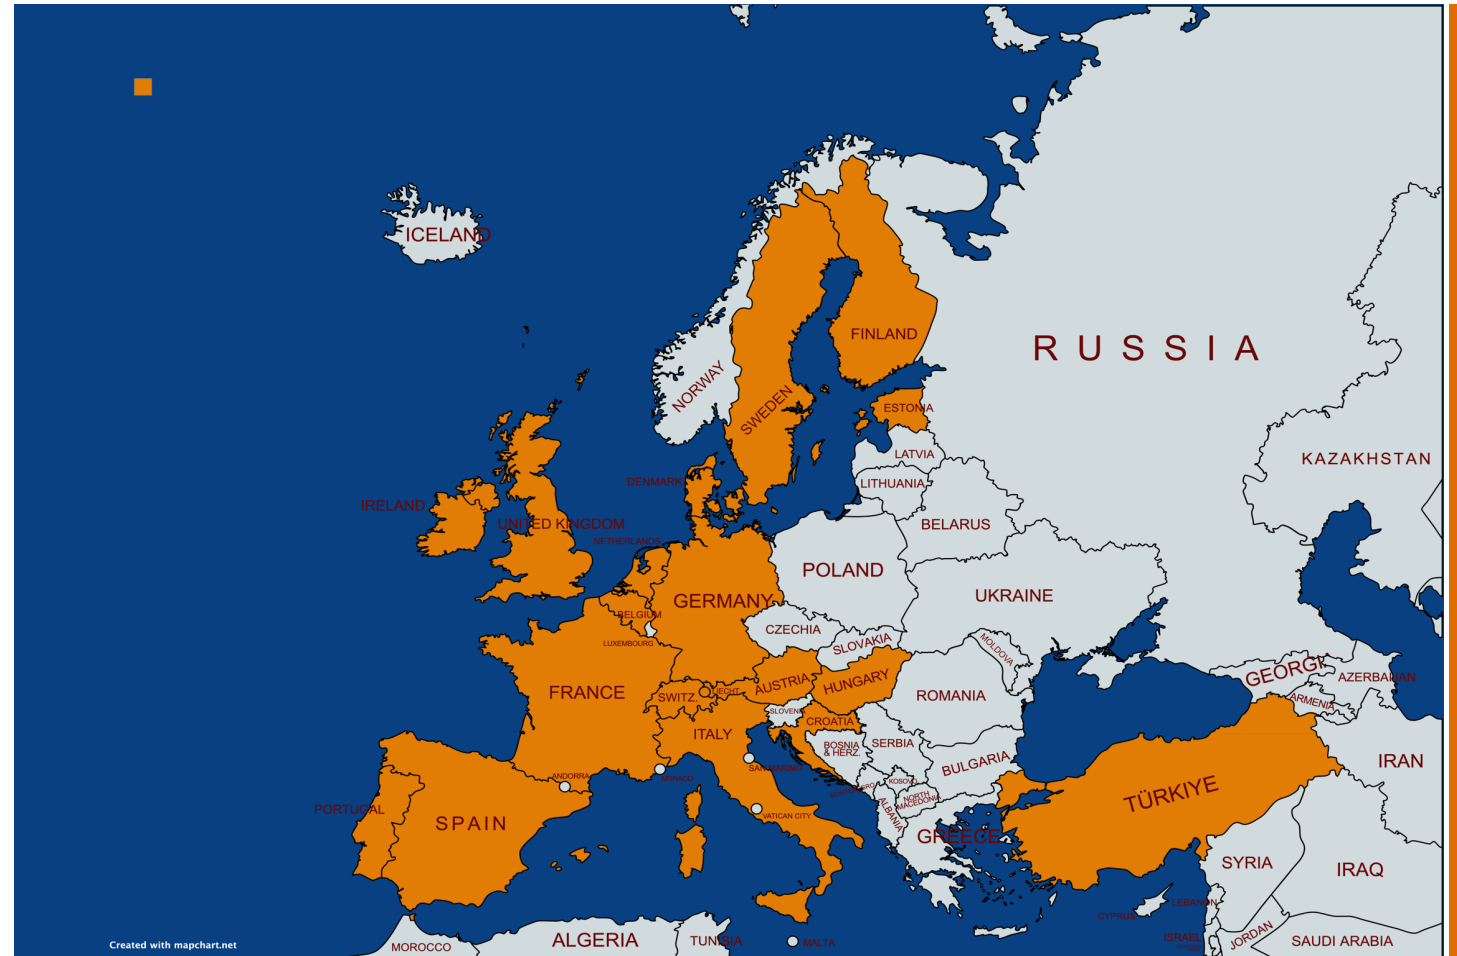 ICELAND
RUSSIA
FINLAND
NORWAY
SWEDEN
ESTONIA
LATVIA
KAZAKHSTAN
DENMARK
LITHUANIA
IRELAND
UNITED KINGDOM
BELARUS
NETHERLANDS
POLAND
GERMANY
UKRAINE
BELGIUM
CZECHIA
LUXEMBOURG
SLOVAKIA
MOLDOVA
GEORGI
AZERBAIJAN
FRANCE
SWITZ.
LIECHT
AUSTRIA
HUNGARY
ROMANIA
ARMENIA
SLOVENIA
CROATIA
ITALY
BOSNIA
& HERZ.
SERBIA
IRAN
SAN MARINO
BULGARIA
ANDORRA
MONACO
KOSOVO
TÜRKIYE
NORTH
MACEDONIA
PORTUGAL
SPAIN
VATICAN CITY
ALBANIA
GREECE
SYRIA
IRAQ
LEBANON
CYPRUS
ISRAEL
JORDAN
SAUDI ARABIA
MOROCCO
ALGERIA
TUNISIA
MALTA
Created with mapchart.net